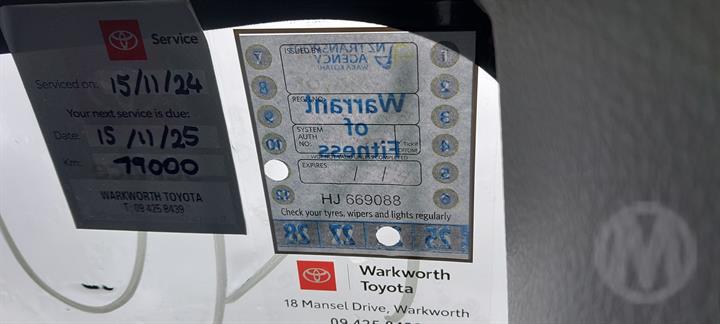 TOYOTA
Service
Serviced on: 15/11/24
Your next service is due:
Date: 15/11/25
Km: 79000
WARKWORTH TOYOTA
T: 09 425 8439
ISSUED BY
NZ TRANSPORT
AGENCY
WAKA KOTAHI
REGO NO.
Warrant
of
Fitness
SYSTEM
AUTH
NO:
EXPIRES:
/ /
7 1
8 2
9 3
10 4
5
12 6
HJ 669088
Check your tyres, wipers and lights regularly
28 27 25
TOYOTA
Warkworth
Toyota
18 Mansel Drive, Warkworth
M